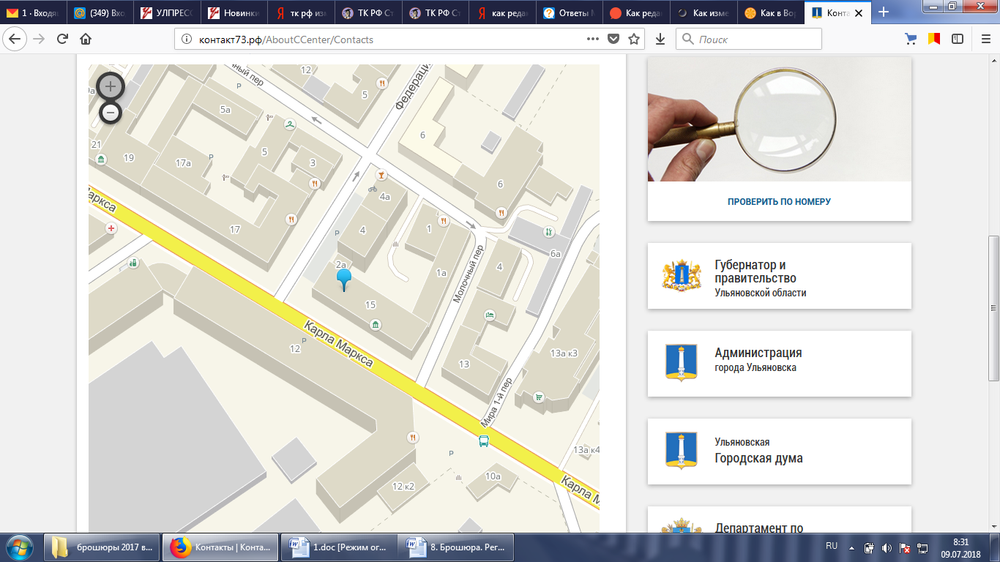 1 · Входя
(349) Вхо
УЛПРЕСС
Новинки
тк рф изм
ТК РФ Ст
ТК РФ Ст
как редан
Ответы М
Как редан
Как изме
Как в Вор
Конта
контакт73.рф/AboutCCenter/Contacts
Поиск
ный пер
12
5
Федераци
9а
5а
6
21
19
17а
5
3
6
4а
Маркса
17
4
1
6а
2а
1а
4
Молочный пер
15
Карла Маркса
12
13
13а к3
Мира 1-й пер
13а к4
12 к2
10а
Карла М
ПРОВЕРИТЬ ПО НОМЕРУ
Губернатор и
правительство
Ульяновской области
Администрация
города Ульяновска
Ульяновская
Городская дума
Департамент по
брошюры 2017 в...
Контакты | Конта...
1.doc [Режим ог...
8. Брошюра. Рег...
RU
8:31
09.07.2018